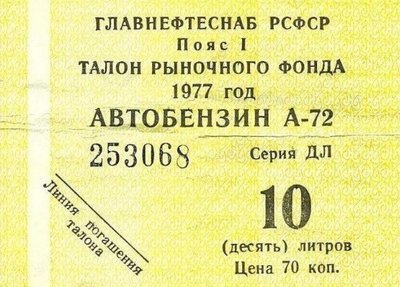 ГЛАВНЕФТЕСНАБ РСФСР
Пояс I
ТАЛОН РЫНОЧНОГО ФОНДА
1977 год
АВТОБЕНЗИН А-72
253068 Серия ДЛ
Линия погашения
талона
10
(десять) литров
Цена 70 коп.